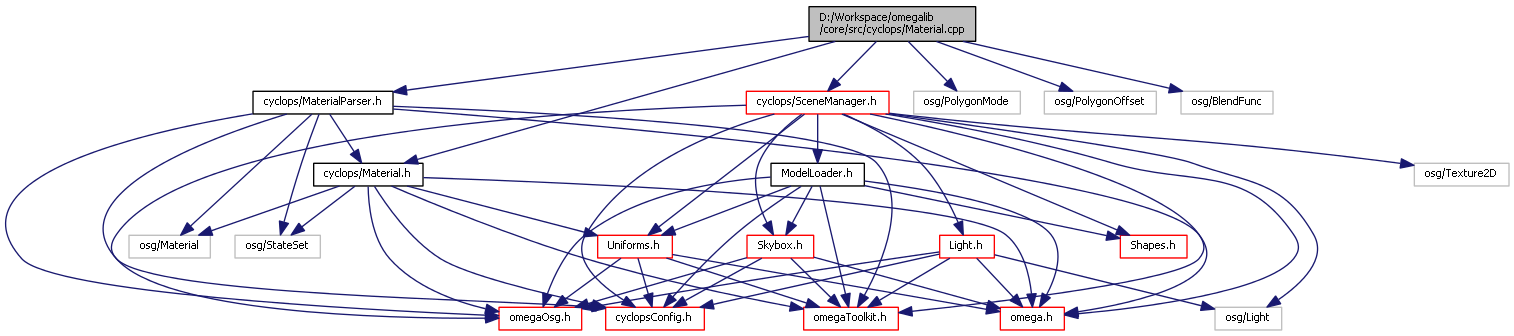 D:/Workspace/omegalib
/core/src/cyclops/Material.cpp
cyclops/MaterialParser.h
cyclops/SceneManager.h
osg/PolygonMode
osg/PolygonOffset
osg/BlendFunc
cyclops/Material.h
ModelLoader.h
osg/Texture2D
osg/Material
osg/StateSet
Uniforms.h
Skybox.h
Light.h
Shapes.h
omegaOsg.h
cyclopsConfig.h
omegaToolkit.h
omega.h
osg/Light